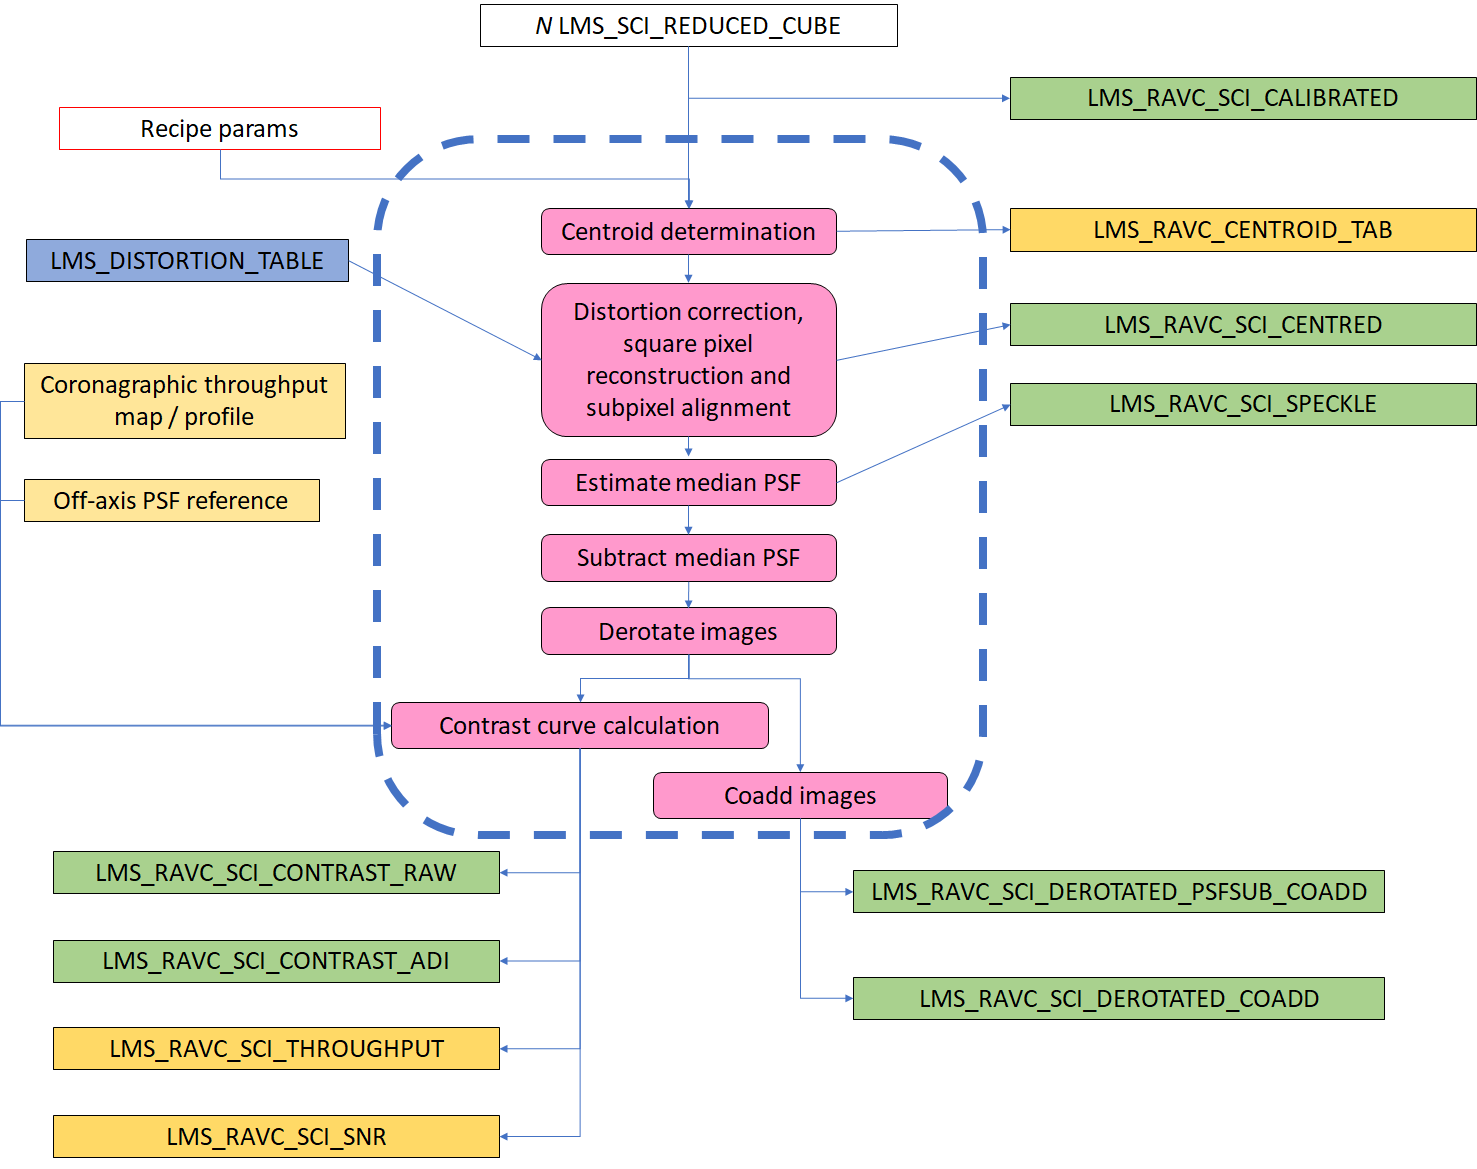 N LMS_SCI_REDUCED_CUBE
LMS_RAVC_SCI_CALIBRATED
Recipe params
Centroid determination
LMS_RAVC_CENTROID_TAB
LMS_DISTORTION_TABLE
Distortion correction,
square pixel
reconstruction and
subpixel alignment
LMS_RAVC_SCI_CENTRED
Coronagraphic throughput
map / profile
LMS_RAVC_SCI_SPECKLE
Off-axis PSF reference
Estimate median PSF
Subtract median PSF
Derotate images
Contrast curve calculation
Coadd images
LMS_RAVC_SCI_CONTRAST_RAW
LMS_RAVC_SCI_DEROTATED_PSFSUB_COADD
LMS_RAVC_SCI_CONTRAST_ADI
LMS_RAVC_SCI_DEROTATED_COADD
LMS_RAVC_SCI_THROUGHPUT
LMS_RAVC_SCI_SNR